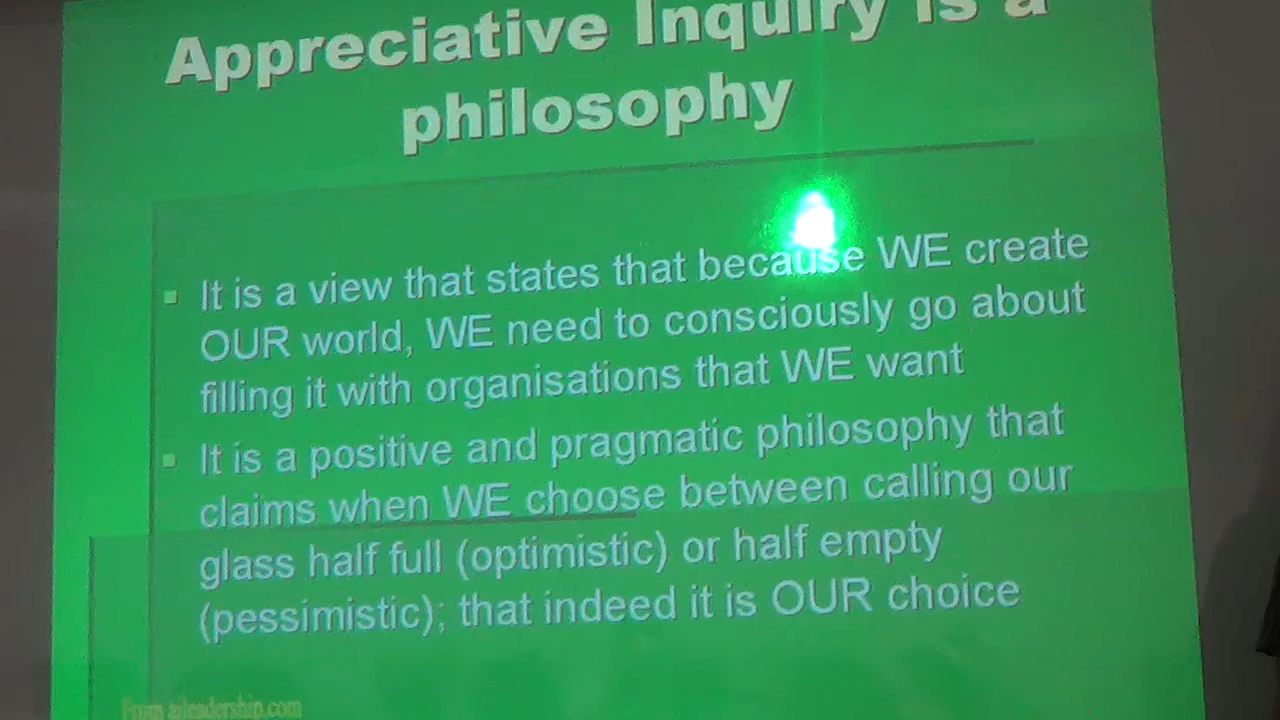 Appreciative Inquiry is a
philosophy
It is a view that states that because WE create
OUR world, WE need to consciously go about
filling it with organisations that WE want
It is a positive and pragmatic philosophy that
claims when WE choose between calling our
glass half full (optimistic) or half empty
(pessimistic); that indeed it is OUR choice
From aileadership.com